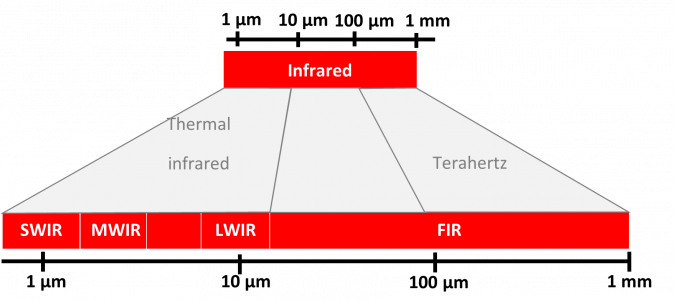 1 µm 10 µm 100 µm 1 mm
Infrared
Thermal
infrared
Terahertz
SWIR MWIR LWIR FIR
1 µm 10 µm 100 µm 1 mm